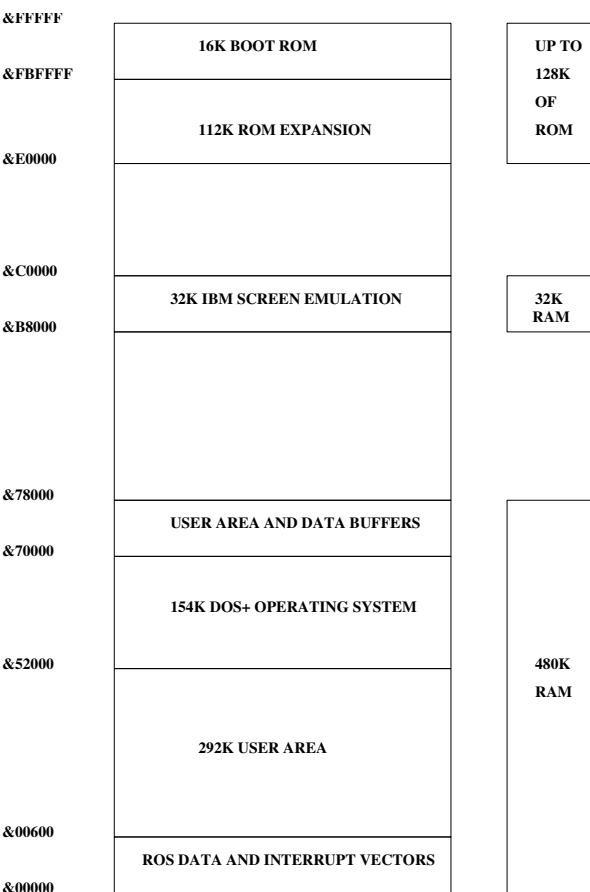 &FFFFF
16K BOOT ROM
UP TO
&FBFFFF
128K
OF
112K ROM EXPANSION
ROM
&E0000
&C0000
32K IBM SCREEN EMULATION
32K
RAM
&B8000
&78000
USER AREA AND DATA BUFFERS
&70000
154K DOS+ OPERATING SYSTEM
&52000
480K
RAM
292K USER AREA
&00600
ROS DATA AND INTERRUPT VECTORS
&00000